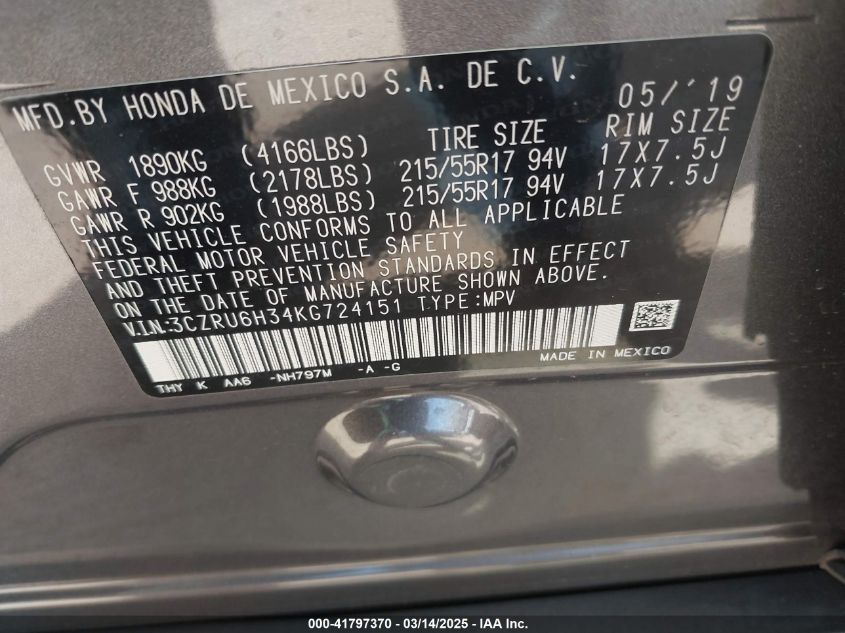 MFD.BY HONDA DE MEXICO S.A. DE C.V. 05/'19
TIRE SIZE RIM SIZE
GVWR 1890KG (4166LBS)
GAWR F 988KG (2178LBS) 215/55R17 94V 17X7.5J
GAWR R 902KG (1988LBS) 215/55R17 94V 17X7.5J
THIS VEHICLE CONFORMS TO ALL APPLICABLE
FEDERAL MOTOR VEHICLE SAFETY
AND THEFT PREVENTION STANDARDS IN EFFECT
ON THE DATE OF MANUFACTURE SHOWN ABOVE.
V.I.N:3CZRU6H34KG724151 TYPE:MPV
THY K AA6 -NH797M -A -G MADE IN MEXICO
000-41797370 - 03/14/2025 - IAA Inc.